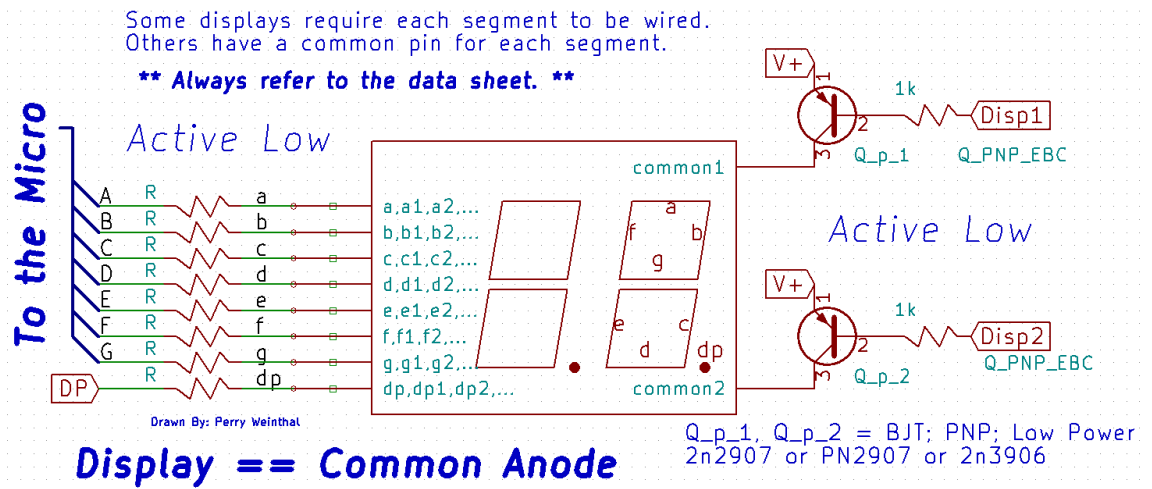 Some displays require each segment to be wired.
Others have a common pin for each segment.
** Always refer to the data sheet. **
To the Micro
Active Low
A R a
B R b
C R c
D R d
E R e
F R f
G R g
DP R dp
a,a1,a2,...
b,b1,b2,...
c,c1,c2,...
d,d1,d2,...
e,e1,e2,...
f,f1,f2,...
g,g1,g2,...
dp,dp1,dp2,...
common1
a
f b
g
e c
d dp
common2
V+
1
2
3
1k
Disp1
Q_p_1
Q_PNP_EBC
Active Low
V+
1
2
3
1k
Disp2
Q_p_2
Q_PNP_EBC
Drawn By: Perry Weinthal
Display == Common Anode
Q_p_1, Q_p_2 = BJT; PNP; Low Power
2n2907 or PN2907 or 2n3906